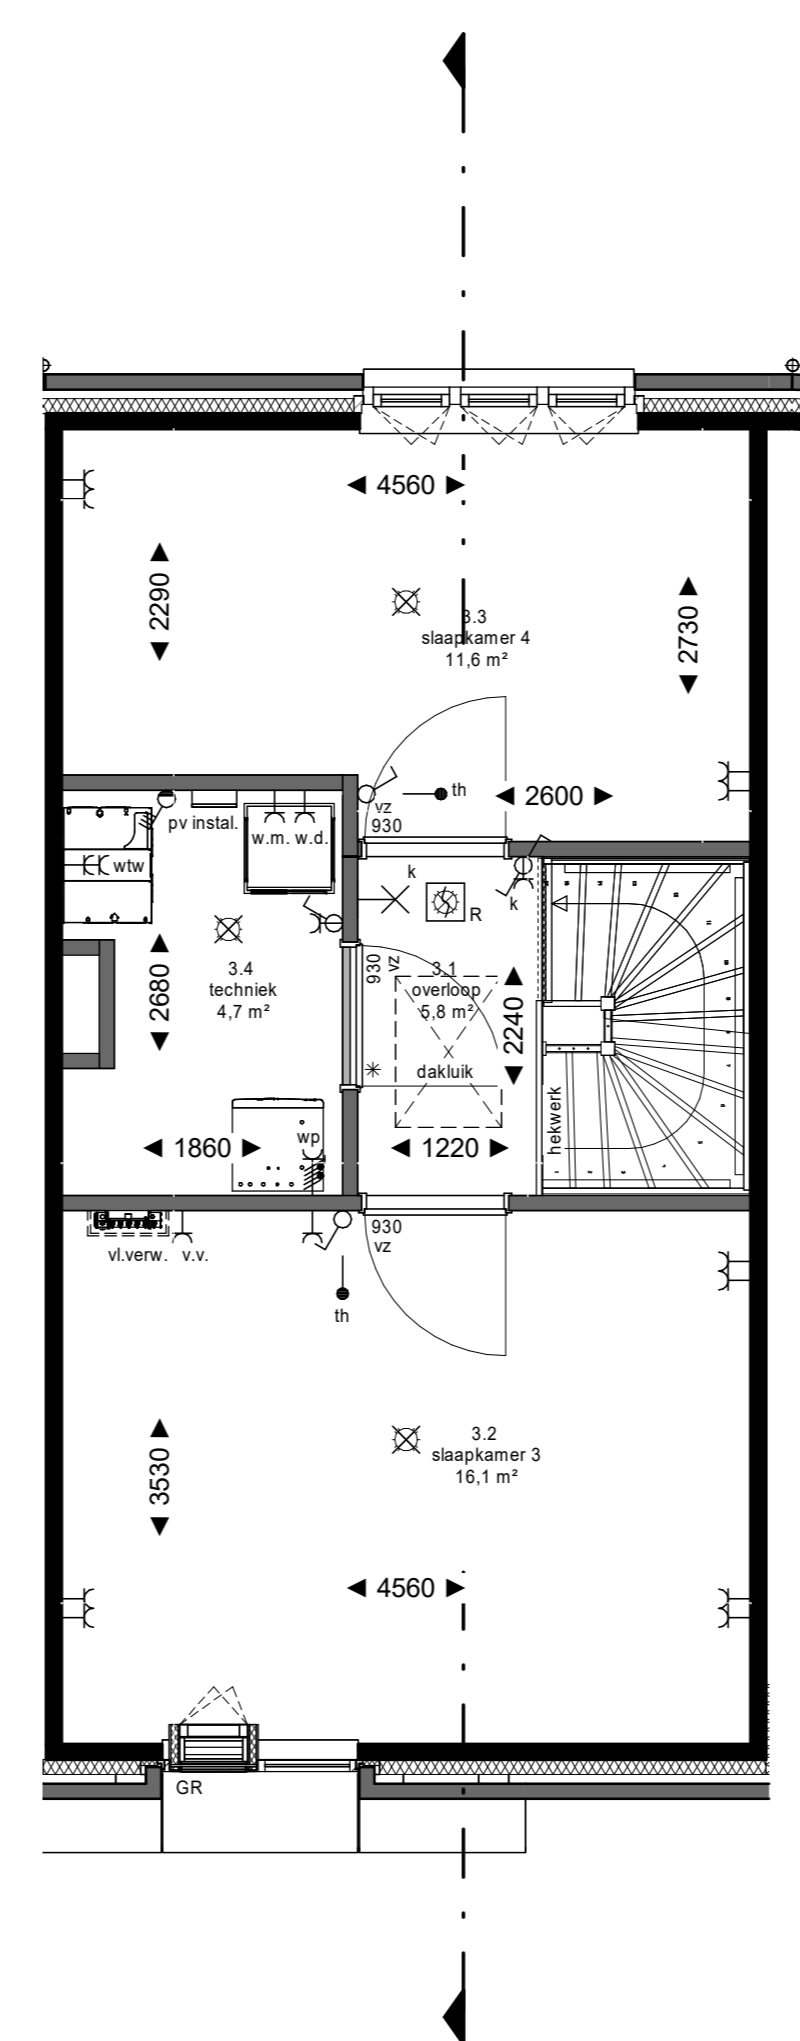 4560
2290
3.3
slaapkamer 4
11,6 m²
2730
th
2600
vz
930
pv instal.
w.m. w.d.
wtw
k
k
R
930
vz
3.1
overloop
5,8 m²
3.4
techniek
4,7 m²
2680
2240
dakluik
hekwerk
wp
1860
1220
930
vz
vl.verw. v.v.
th
3.2
slaapkamer 3
16,1 m²
3530
4560
GR